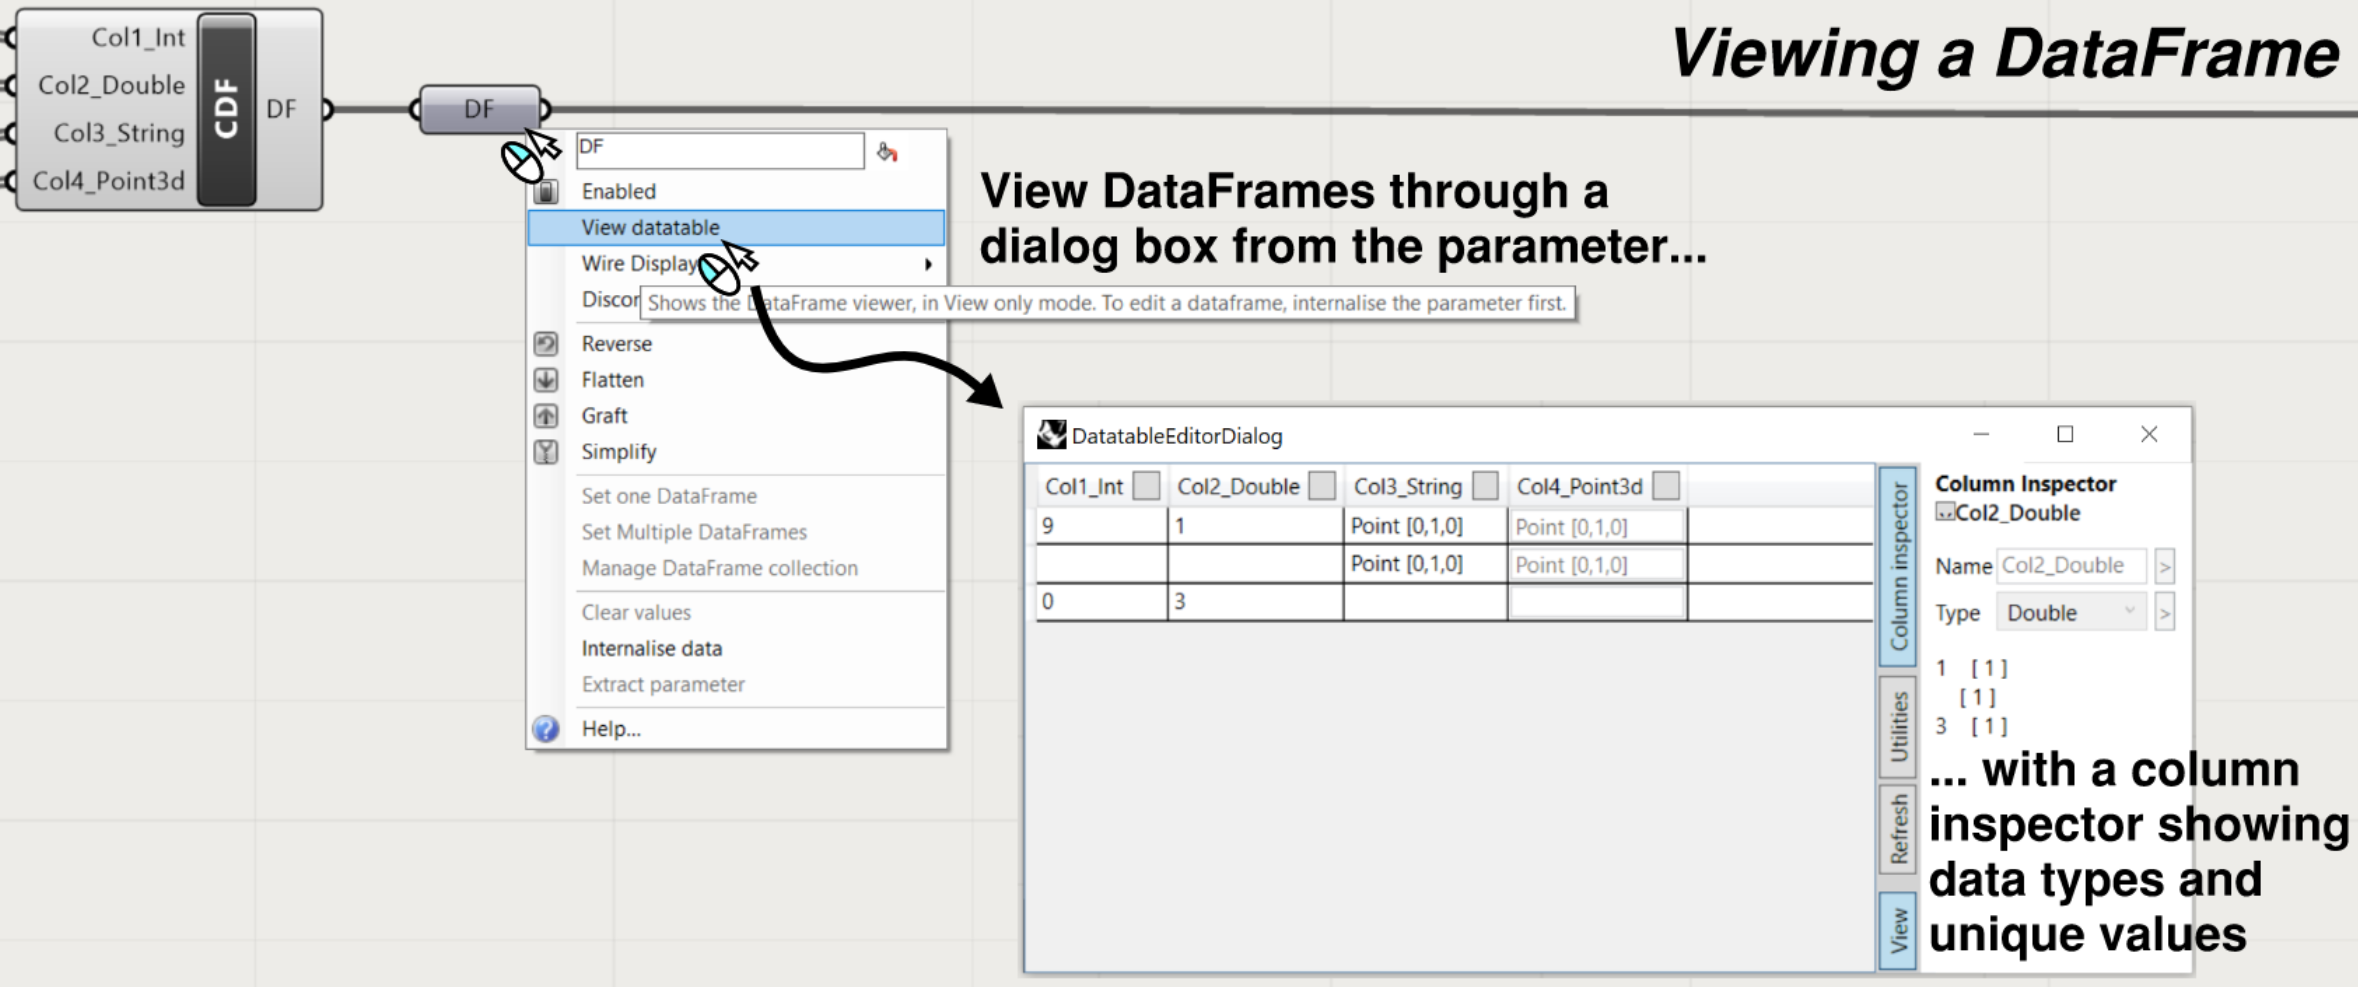 Viewing a DataFrame
Col1_Int
Col2_Double
Col3_String
Col4_Point3d
CDF
DF
DF
DF
Enabled
View datatable
Wire Display
Discon
Shows the DataFrame viewer, in View only mode. To edit a dataframe, internalise the parameter first.
Reverse
Flatten
Graft
Simplify
Set one DataFrame
Set Multiple DataFrames
Manage DataFrame collection
Clear values
Internalise data
Extract parameter
Help...
View DataFrames through a
dialog box from the parameter...
DatatableEditorDialog
Col1_Int Col2_Double Col3_String Col4_Point3d
9 1 Point [0,1,0] Point [0,1,0]
Point [0,1,0] Point [0,1,0]
0 3
Column inspector
Utilities
Refresh
View
Column Inspector
..Col2_Double
Name Col2_Double >
Type Double >
1 [ 1 ]
[ 1 ]
3 [ 1 ]
... with a column
inspector showing
data types and
unique values